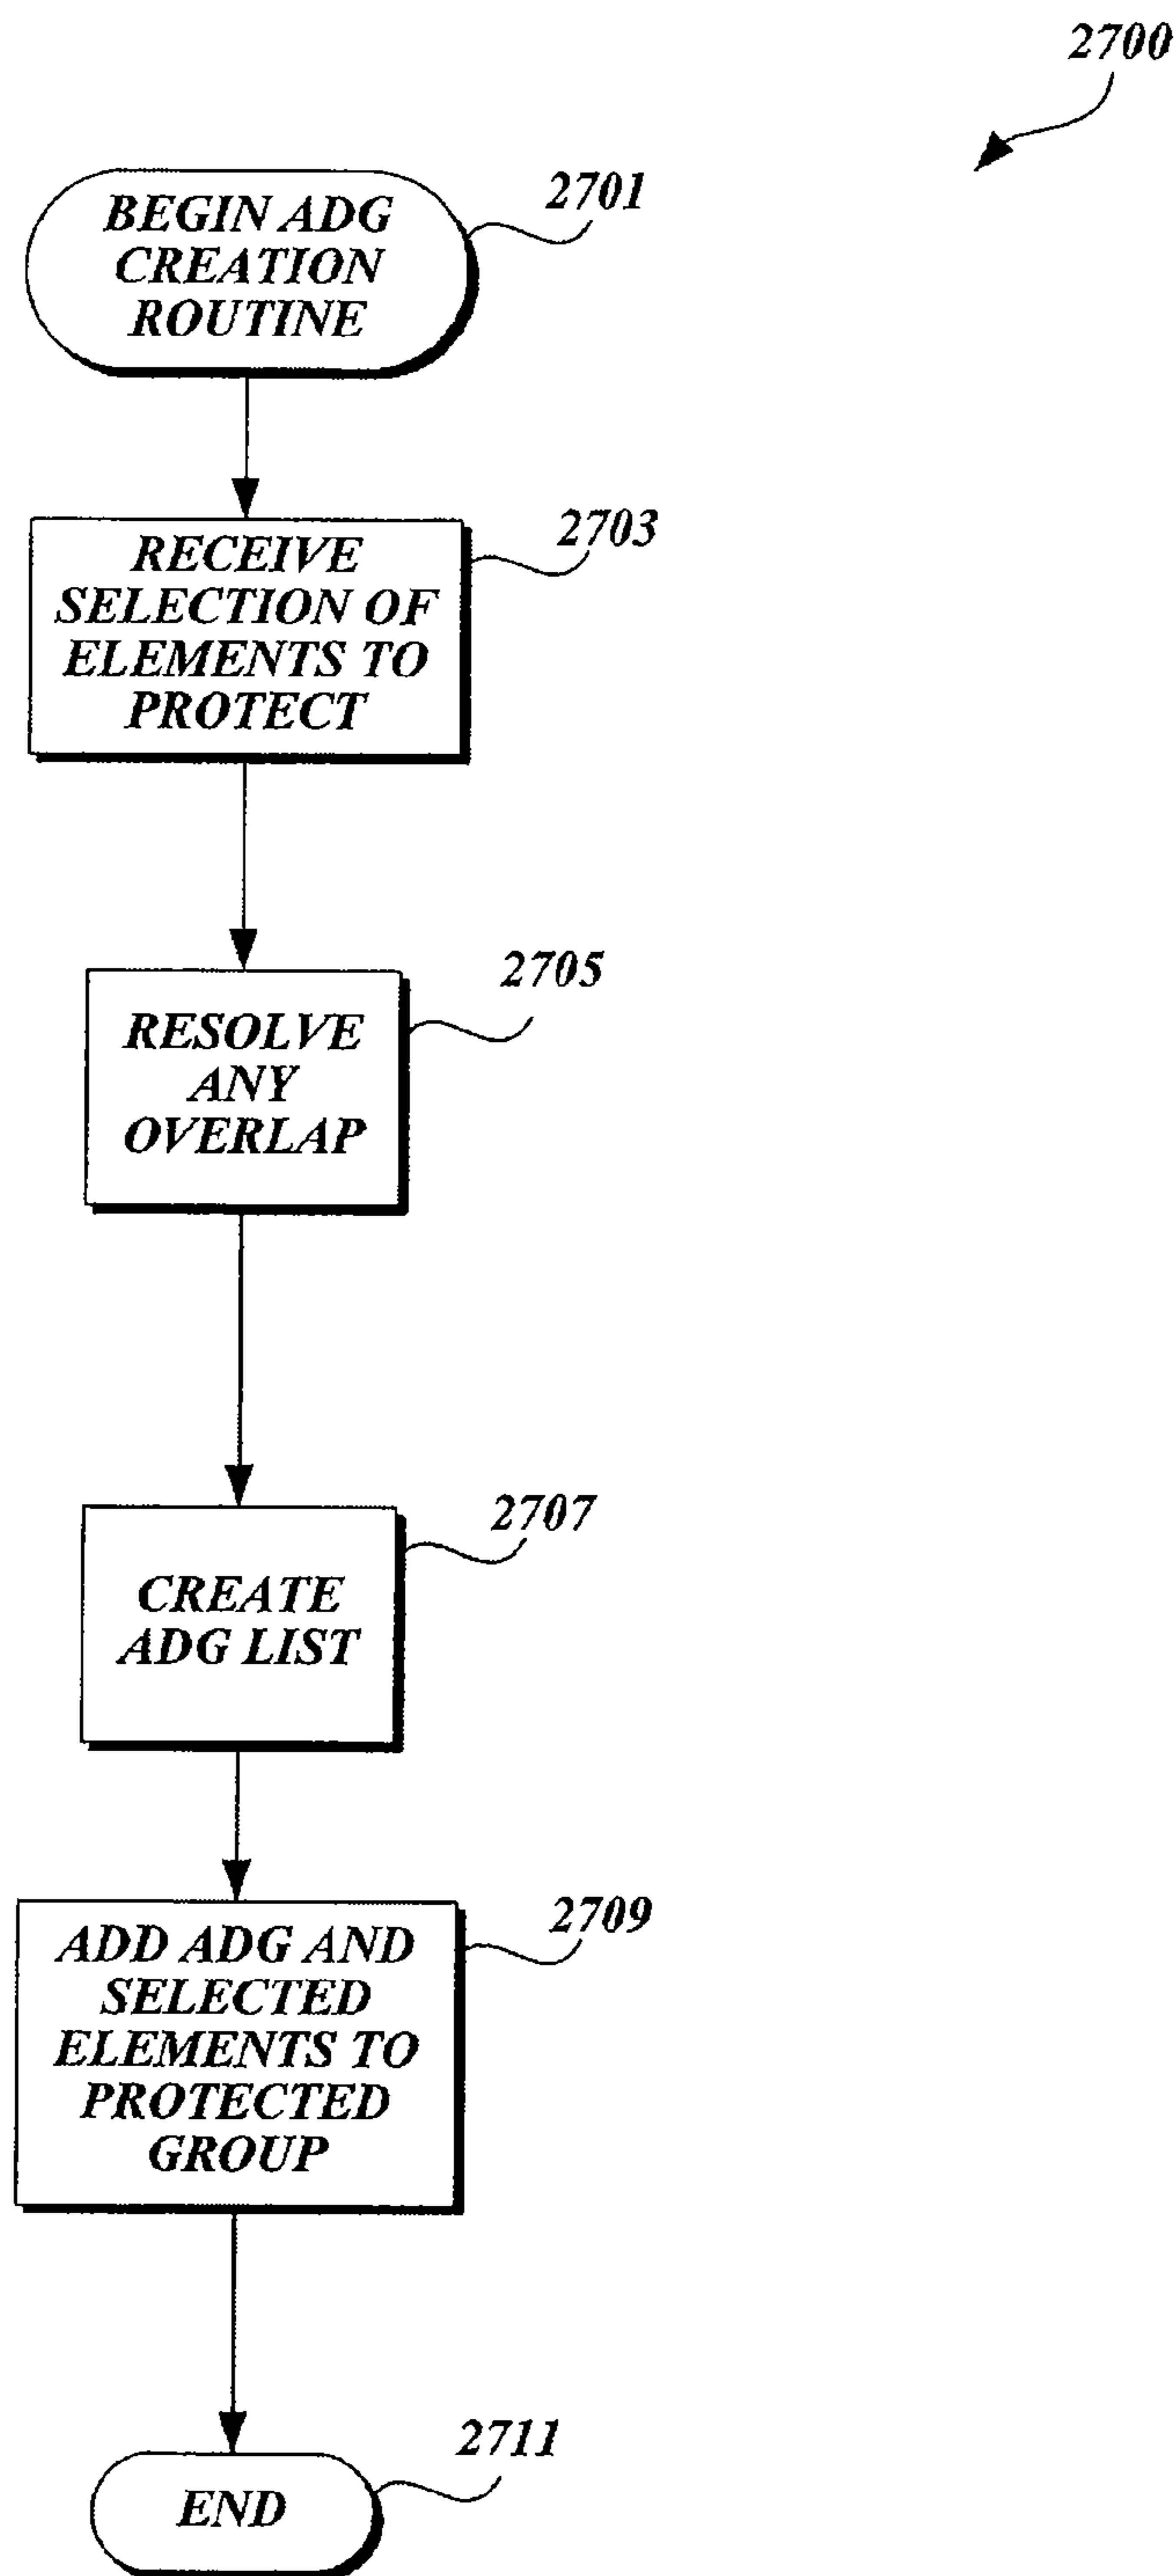 2700
2701
BEGIN ADG
CREATION
ROUTINE
2703
RECEIVE
SELECTION OF
ELEMENTS TO
PROTECT
2705
RESOLVE
ANY
OVERLAP
2707
CREATE
ADG LIST
2709
ADD ADG AND
SELECTED
ELEMENTS TO
PROTECTED
GROUP
2711
END